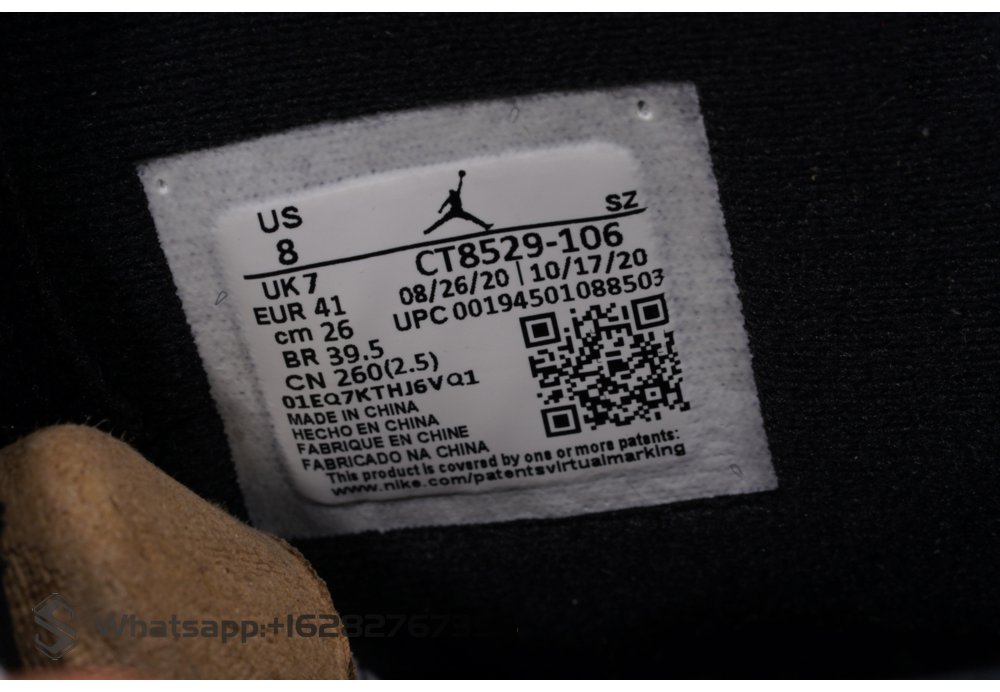 US SZ
8
CT8529-106
UK 7 08/26/20 | 10/17/20
EUR 41 UPC 00194501088503
cm 26
BR 39.5
CN 260(2.5)
01EQ7KTHJ6VQ1
MADE IN CHINA
HECHO EN CHINA
FABRIQUE EN CHINE
FABRICADO NA CHINA
This product is covered by one or more patents:
www.nike.com/patentsvirtualmarking